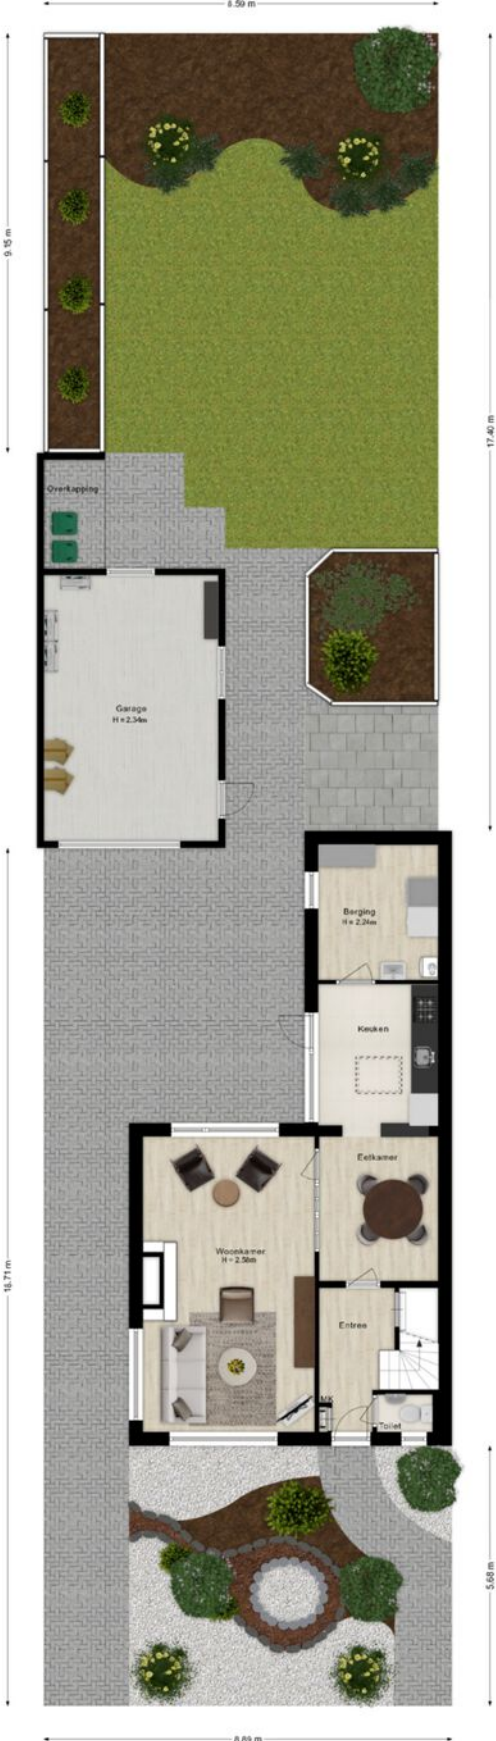 8.59 m
9.15 m
17.40 m
Overkapping
Garage
H = 2.34m
Berging
H = 2.24m
Keuken
Eetkamer
Woonkamer
H = 2.58m
18.71 m
Entree
MK
Toilet
5.68 m
8.89 m